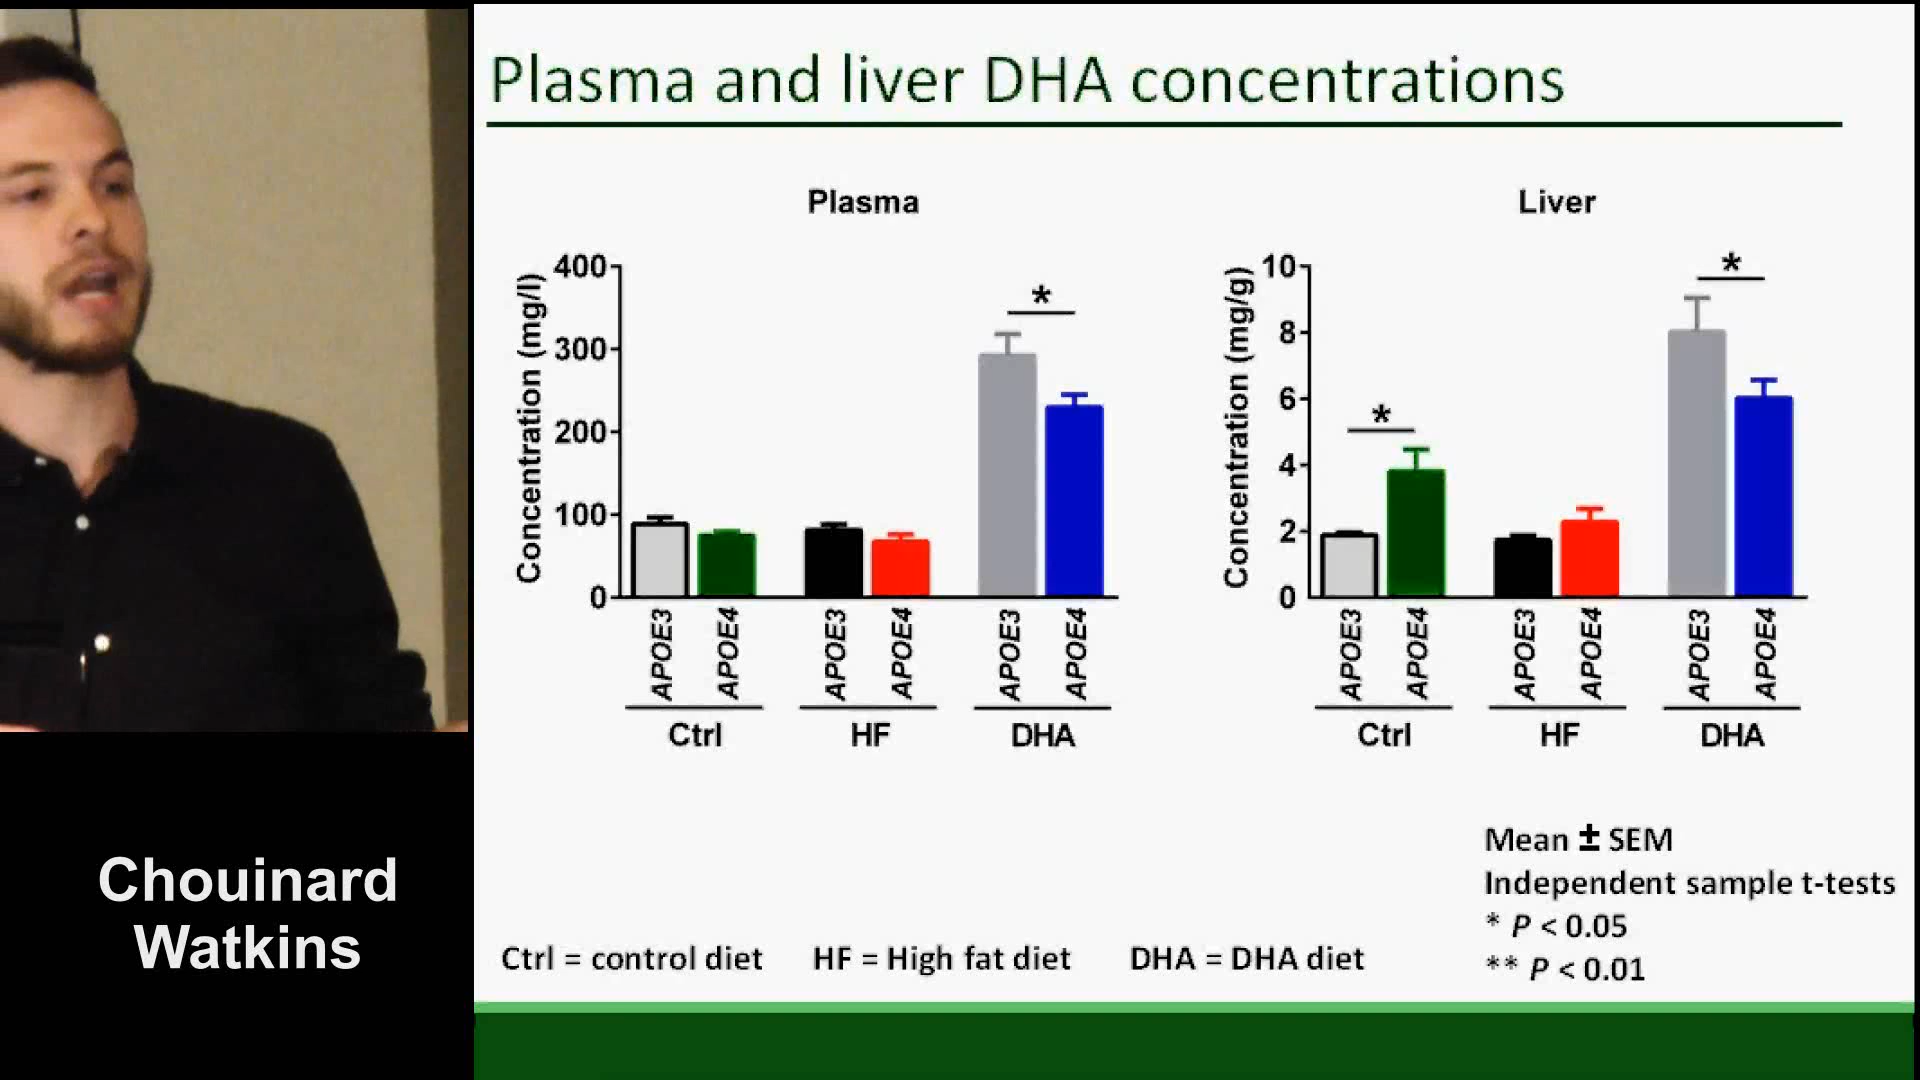 Plasma and liver DHA concentrations
Plasma
Concentration (mg/l)
400
300
200
100
0
APOE3
APOE4
APOE3
APOE4
APOE3
APOE4
Ctrl
HF
DHA
*
Liver
Concentration (mg/g)
10
8
6
4
2
0
APOE3
APOE4
APOE3
APOE4
APOE3
APOE4
Ctrl
HF
DHA
*
*
Mean ± SEM
Independent sample t-tests
* P < 0.05
** P < 0.01
Ctrl = control diet HF = High fat diet DHA = DHA diet
Chouinard
Watkins